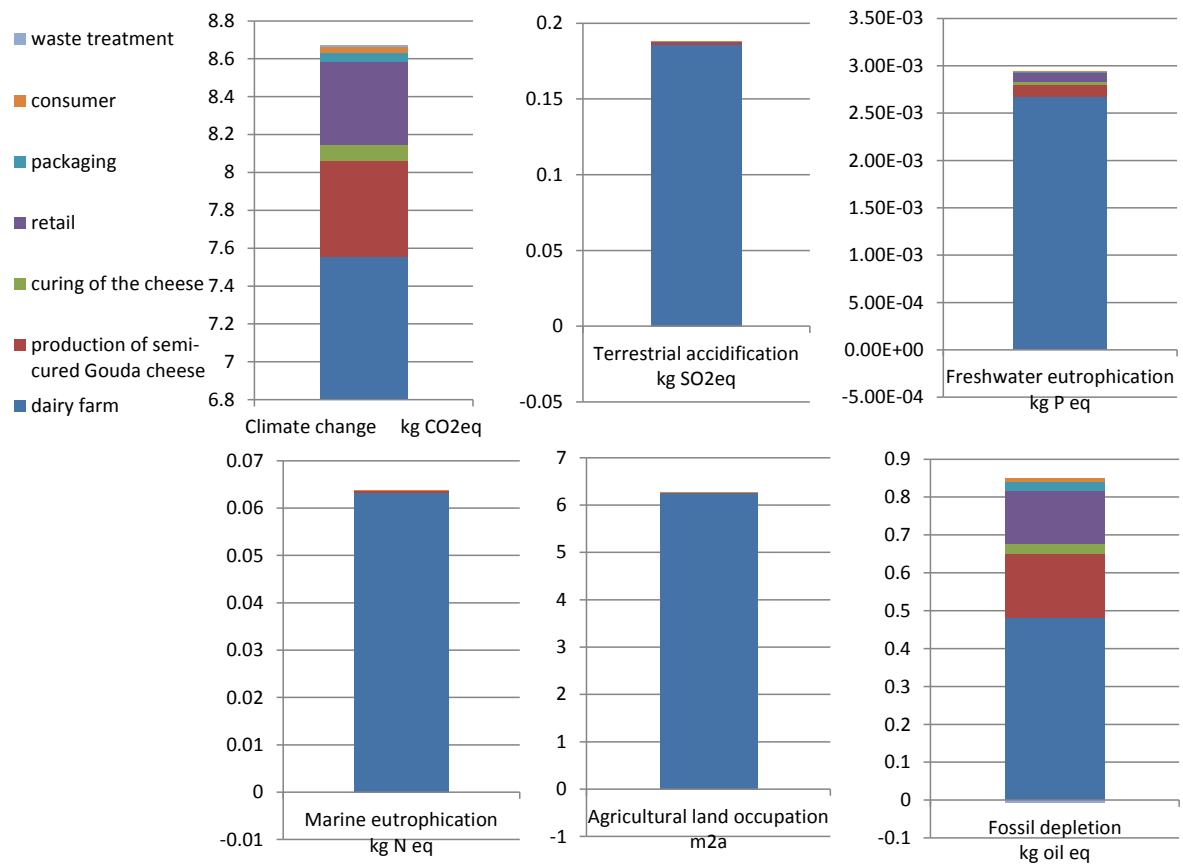 waste treatment
consumer
packaging
retail
curing of the cheese
production of semi-
cured Gouda cheese
dairy farm
8.8
8.6
8.4
8.2
8
7.8
7.6
7.4
7.2
7
6.8
Climate change kg CO2eq
0.2
0.15
0.1
0.05
0
-0.05
Terrestrial accidification
kg SO2eq
3.50E-03
3.00E-03
2.50E-03
2.00E-03
1.50E-03
1.00E-03
5.00E-04
0.00E+00
-5.00E-04
Freshwater eutrophication
kg P eq
0.07
0.06
0.05
0.04
0.03
0.02
0.01
0
-0.01
Marine eutrophication
kg N eq
7
6
5
4
3
2
1
0
-1
Agricultural land occupation
m2a
0.9
0.8
0.7
0.6
0.5
0.4
0.3
0.2
0.1
0
-0.1
Fossil depletion
kg oil eq